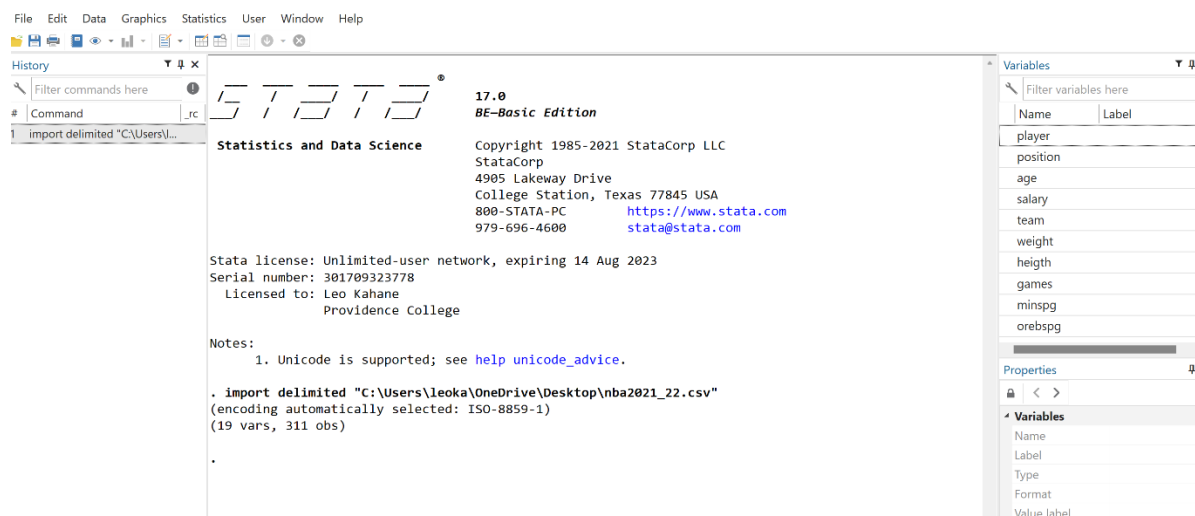 File Edit Data Graphics Statistics User Window Help
History
Filter commands here
# Command _rc
1 import delimited "C:\Users\l...
STATA ®
17.0
BE—Basic Edition
Statistics and Data Science
Copyright 1985-2021 StataCorp LLC
StataCorp
4905 Lakeway Drive
College Station, Texas 77845 USA
800-STATA-PC https://www.stata.com
979-696-4600 stata@stata.com
Stata license: Unlimited-user network, expiring 14 Aug 2023
Serial number: 301709323778
Licensed to: Leo Kahane
Providence College
Notes:
1. Unicode is supported; see help unicode_advice.
. import delimited "C:\Users\leoka\OneDrive\Desktop\nba2021_22.csv"
(encoding automatically selected: ISO-8859-1)
(19 vars, 311 obs)
.
Variables
Filter variables here
Name Label
player
position
age
salary
team
weight
heigth
games
minspg
orebspg
Properties
Variables
Name
Label
Type
Format
Value label